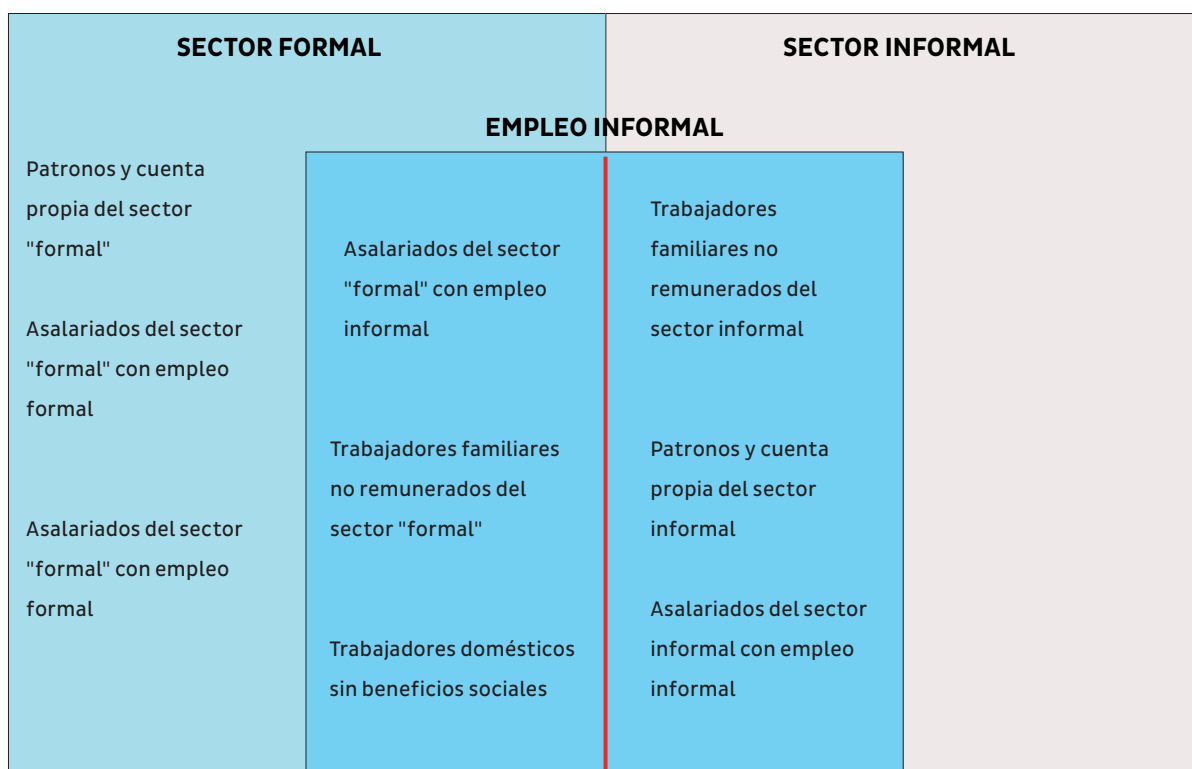 SECTOR FORMAL
SECTOR INFORMAL
EMPLEO INFORMAL
Patronos y cuenta
propia del sector
"formal"
Asalariados del sector
"formal" con empleo
formal
Asalariados del sector
"formal" con empleo
formal
Asalariados del sector
"formal" con empleo
informal
Trabajadores familiares
no remunerados del
sector "formal"
Trabajadores domésticos
sin beneficios sociales
Trabajadores
familiares no
remunerados del
sector informal
Patronos y cuenta
propia del sector
informal
Asalariados del sector
informal con empleo
informal